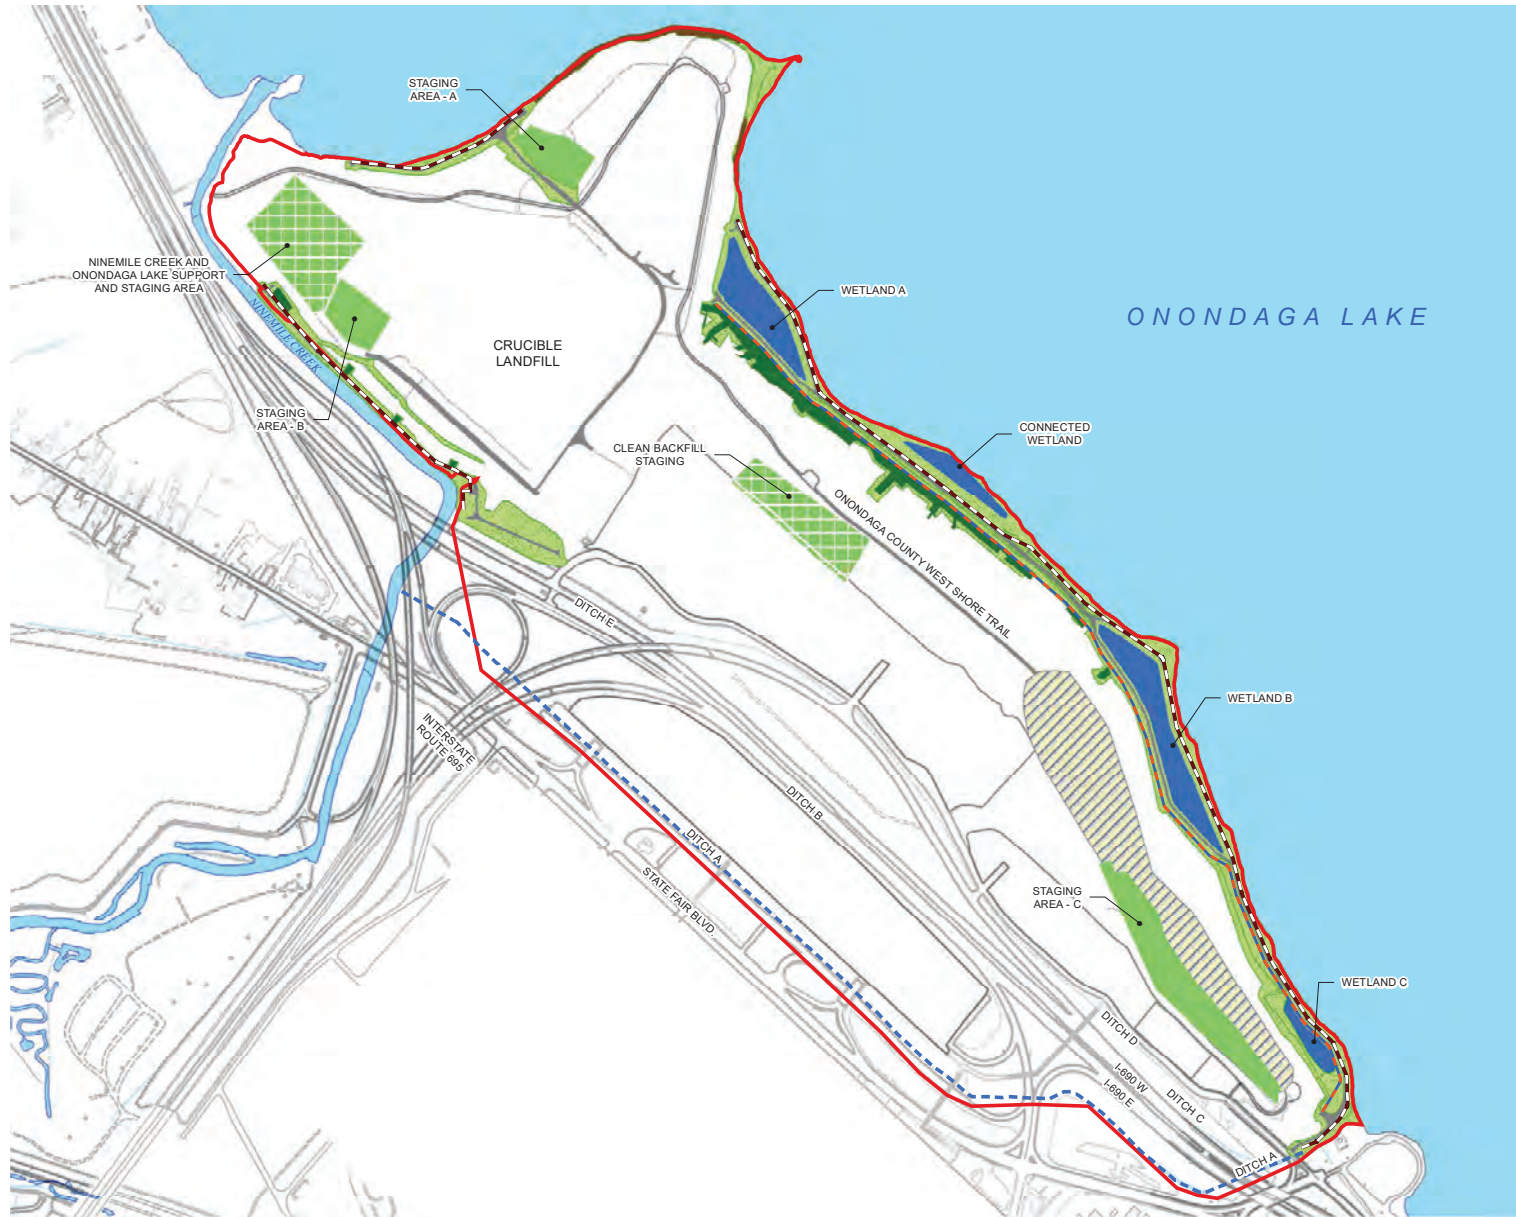 STAGING
AREA - A
NINEMILE CREEK AND
ONONDAGA LAKE SUPPORT
AND STAGING AREA
WETLAND A
ONONDAGA LAKE
NINEMILE CREEK
CRUCIBLE
LANDFILL
STAGING
AREA - B
CONNECTED
WETLAND
CLEAN BACKFILL
STAGING
ONONDAGA COUNTY WEST SHORE TRAIL
DITCH E
WETLAND B
INTERSTATE
ROUTE 695
DITCH B
DITCH A
STATE FAIR BLVD.
STAGING
AREA - C
WETLAND C
DITCH D
I-690 W
I-690 E
DITCH C
DITCH A